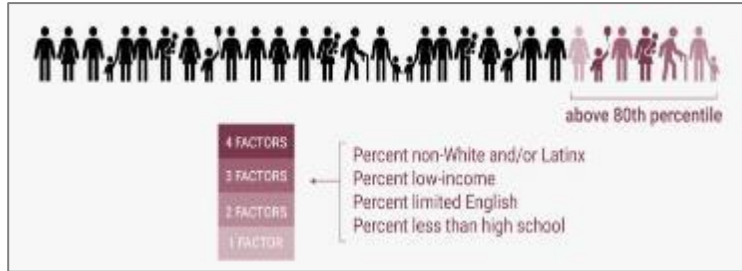 above 80th percentile
4 FACTORS
3 FACTORS
2 FACTORS
1 FACTOR
Percent non-White and/or Latinx
Percent low-income
Percent limited English
Percent less than high school